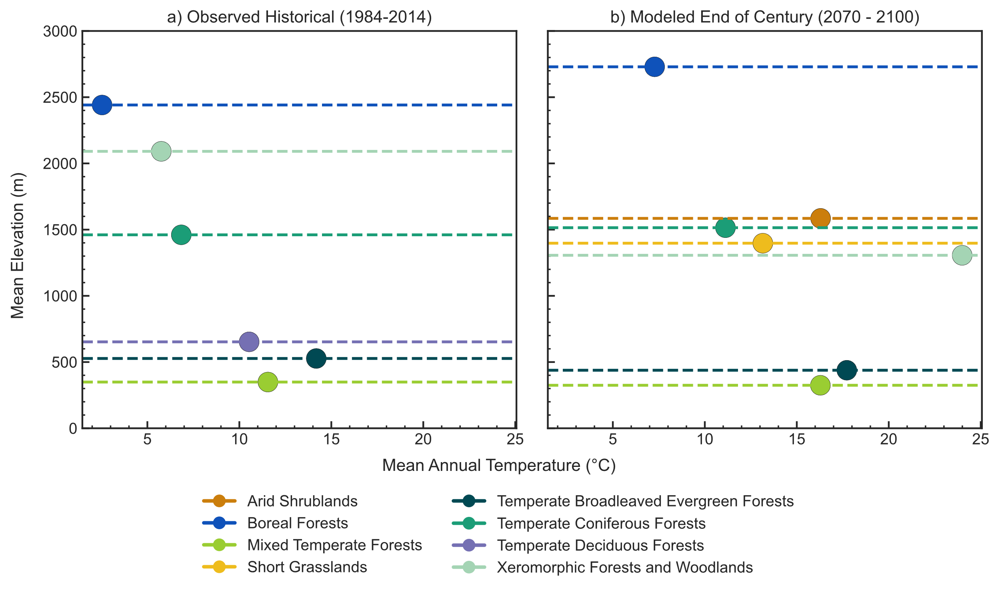 a) Observed Historical (1984-2014)
b) Modeled End of Century (2070 - 2100)
3000
2500
2000
1500
1000
500
0
Mean Elevation (m)
5 10 15 20 25
5 10 15 20 25
Mean Annual Temperature (°C)
Arid Shrublands
Boreal Forests
Mixed Temperate Forests
Short Grasslands
Temperate Broadleaved Evergreen Forests
Temperate Coniferous Forests
Temperate Deciduous Forests
Xeromorphic Forests and Woodlands